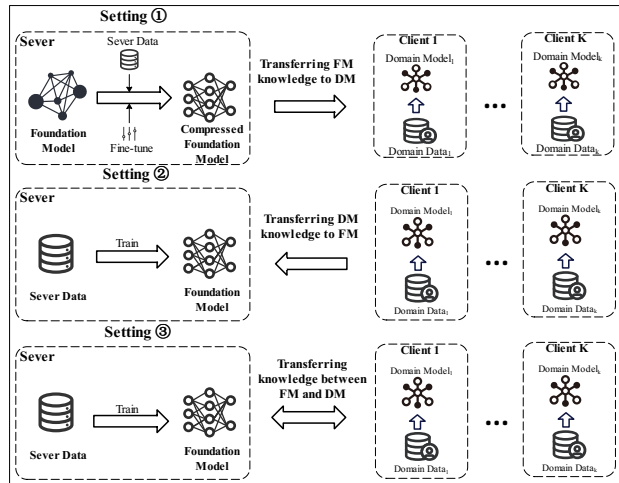 Setting ①
Sever
Sever Data
Foundation
Model
Fine-tune
Compressed
Foundation
Model
Transferring FM
knowledge to DM
Client 1
Domain Model₁
Domain Data₁
...
Client K
Domain Modelₖ
Domain Dataₖ
Setting ②
Sever
Sever Data
Train
Foundation
Model
Transferring DM
knowledge to FM
Client 1
Domain Model₁
Domain Data₁
...
Client K
Domain Modelₖ
Domain Dataₖ
Setting ③
Sever
Sever Data
Train
Foundation
Model
Transferring
knowledge between
FM and DM
Client 1
Domain Model₁
Domain Data₁
...
Client K
Domain Modelₖ
Domain Dataₖ